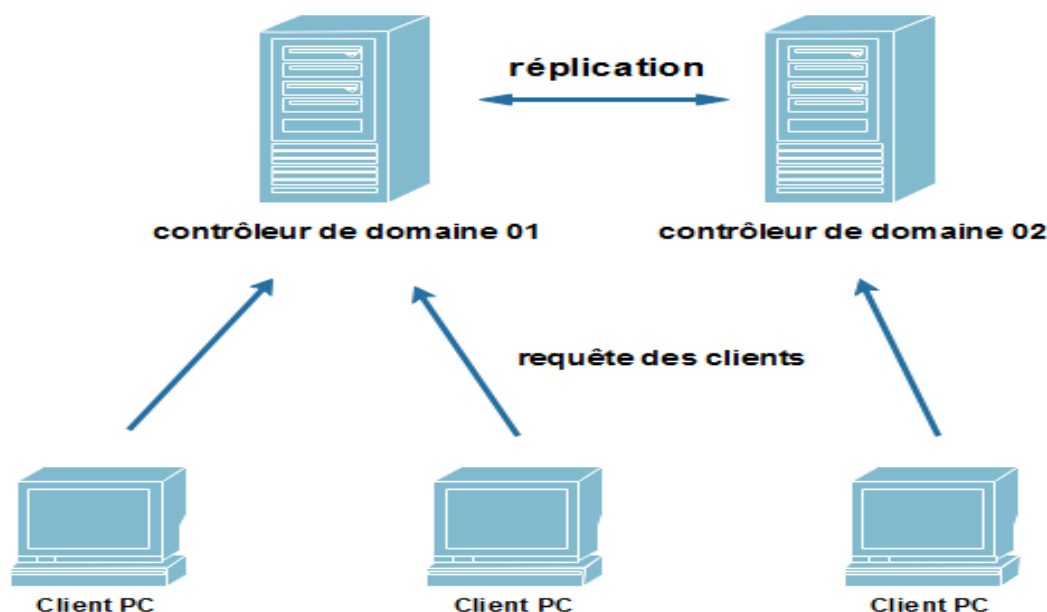 réplication
contrôleur de domaine 01
contrôleur de domaine 02
requête des clients
Client PC
Client PC
Client PC